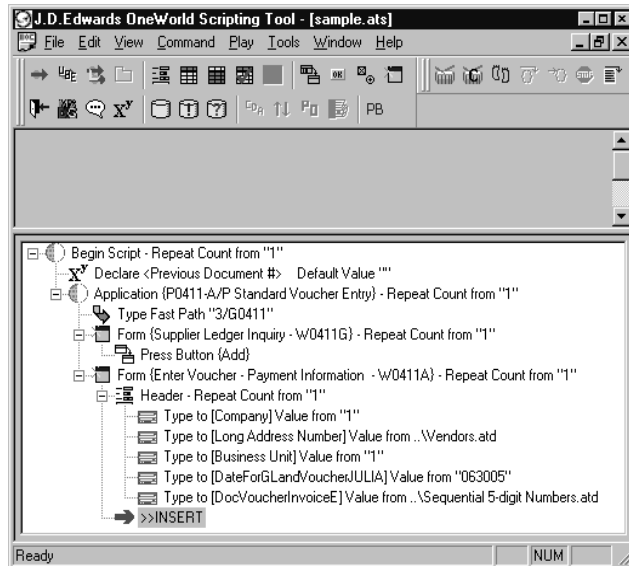 J.D.Edwards OneWorld Scripting Tool - [sample.ats]
File Edit View Command Play Tools Window Help
UBE OK
X^y CDA PO PB
Begin Script - Repeat Count from "1"
X^y Declare <Previous Document #> Default Value ""
Application {P0411-A/P Standard Voucher Entry} - Repeat Count from "1"
Type Fast Path "3/G0411"
Form {Supplier Ledger Inquiry - W0411G} - Repeat Count from "1"
Press Button {Add}
Form {Enter Voucher - Payment Information - W0411A} - Repeat Count from "1"
Header - Repeat Count from "1"
Type to [Company] Value from "1"
Type to [Long Address Number] Value from ..\Vendors.atd
Type to [Business Unit] Value from "1"
Type to [DateForGLandVoucherJULIA] Value from "063005"
Type to [DocVoucherInvoiceE] Value from ..\Sequential 5-digit Numbers.atd
>>INSERT
Ready NUM